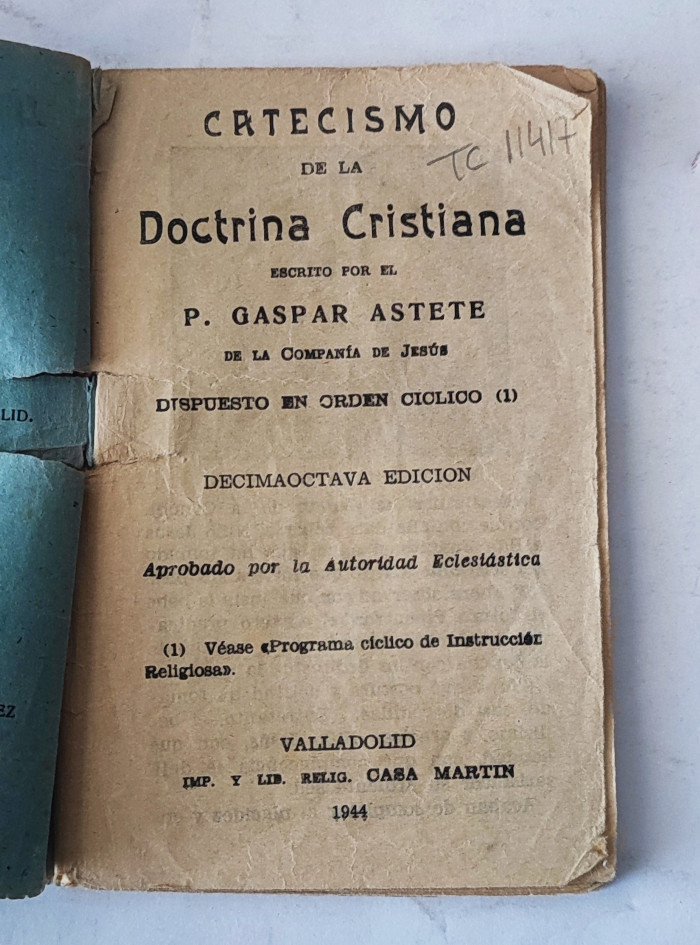 CATECISMO
TC 11417
DE LA
Doctrina Cristiana
ESCRITO POR EL
P. GASPAR ASTETE
DE LA COMPAÑÍA DE JESÚS
DISPUESTO EN ORDEN CICLICO (1)
DECIMAOCTAVA EDICION
Aprobado por la Autoridad Eclesiástica
(1) Véase «Programa cíclico de Instrucción
Religiosa».
VALLADOLID
IMP. Y LIB. RELIG. CASA MARTIN
1944
LID.
EZ